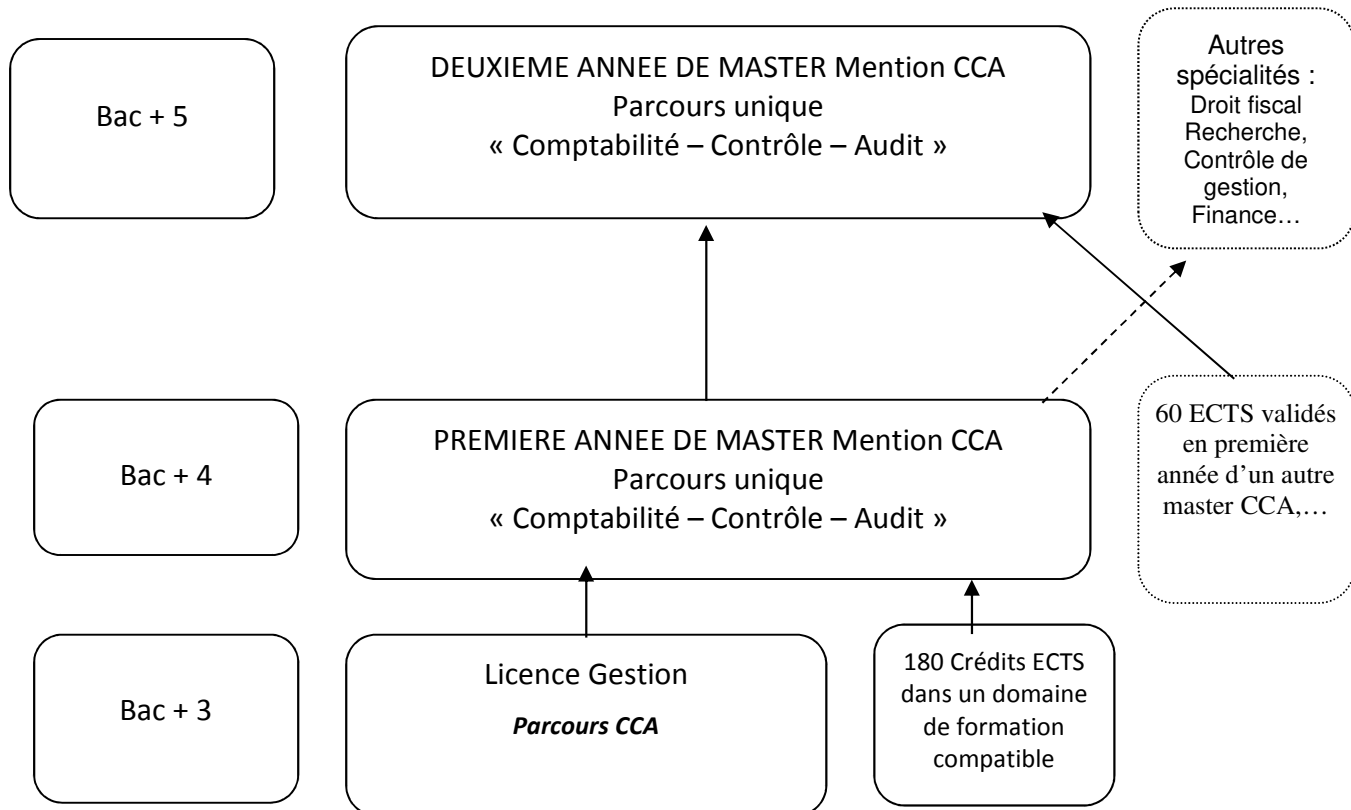 Bac + 5
DEUXIEME ANNEE DE MASTER Mention CCA
Parcours unique
« Comptabilité – Contrôle – Audit »
Autres
spécialités :
Droit fiscal
Recherche,
Contrôle de
gestion,
Finance…
Bac + 4
PREMIERE ANNEE DE MASTER Mention CCA
Parcours unique
« Comptabilité – Contrôle – Audit »
60 ECTS validés
en première
année d’un autre
master CCA,…
Bac + 3
Licence Gestion
Parcours CCA
180 Crédits ECTS
dans un domaine
de formation
compatible